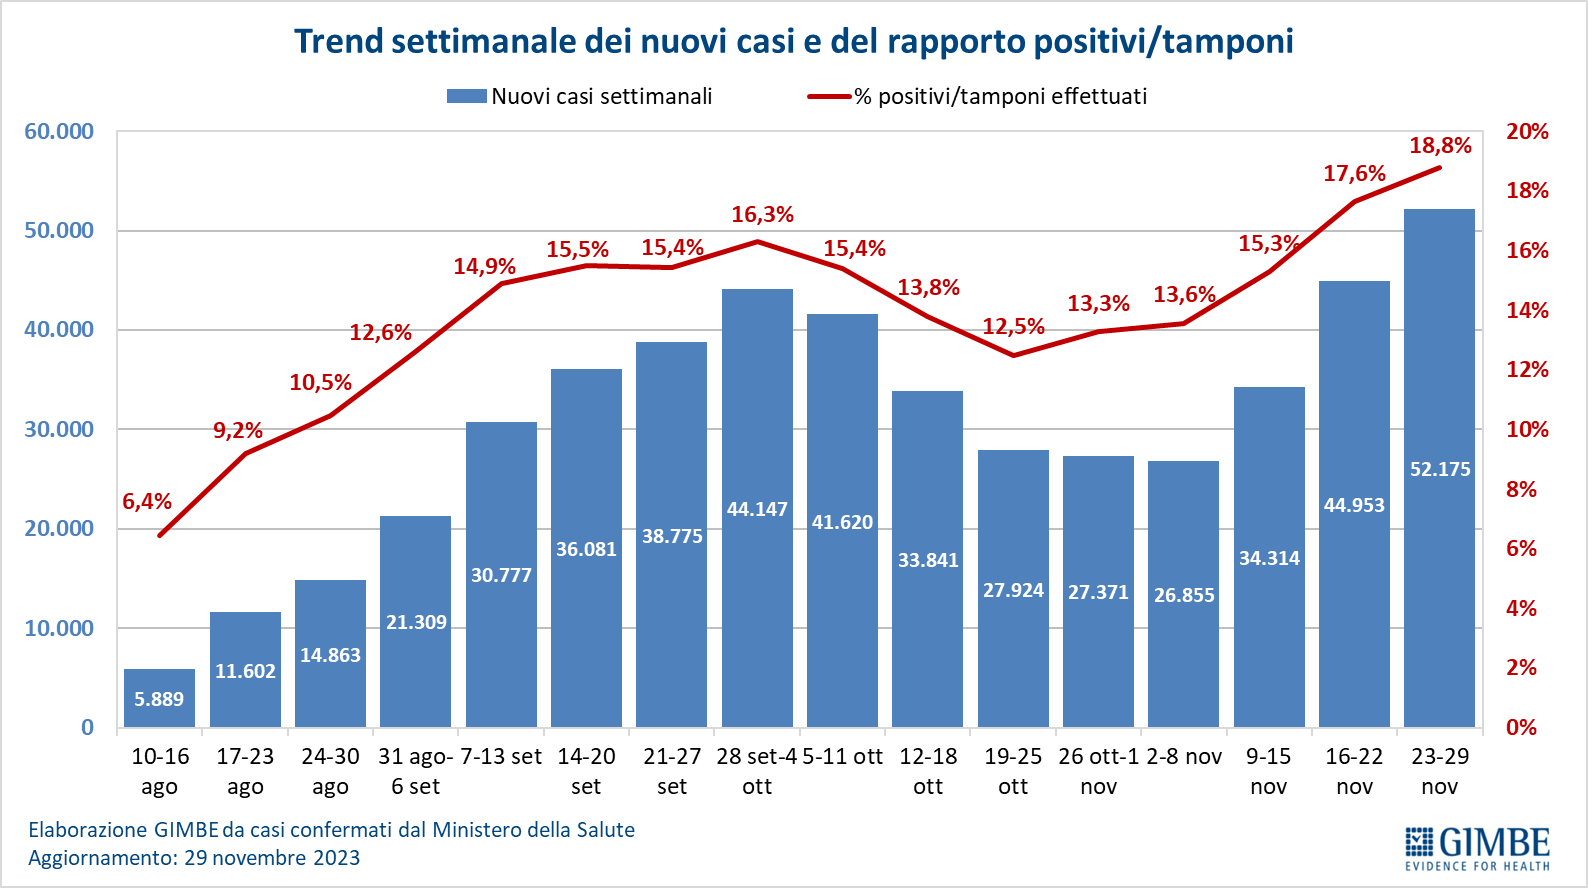 Trend settimanale dei nuovi casi e del rapporto positivi/tamponi
Nuovi casi settimanali
% positivi/tamponi effettuati
60.000
50.000
40.000
30.000
20.000
10.000
0
20%
18%
16%
14%
12%
10%
8%
6%
4%
2%
0%
6,4%
9,2%
10,5%
12,6%
14,9%
15,5%
15,4%
16,3%
15,4%
13,8%
12,5%
13,3%
13,6%
15,3%
17,6%
18,8%
5.889
11.602
14.863
21.309
30.777
36.081
38.775
44.147
41.620
33.841
27.924
27.371
26.855
34.314
44.953
52.175
10-16
ago
17-23
ago
24-30
ago
31 ago-
6 set
7-13 set
14-20
set
21-27
set
28 set-4
ott
5-11 ott
12-18
ott
19-25
ott
26 ott-1
nov
2-8 nov
9-15
nov
16-22
nov
23-29
nov
Elaborazione GIMBE da casi confermati dal Ministero della Salute
Aggiornamento: 29 novembre 2023
GIMBE
EVIDENCE FOR HEALTH